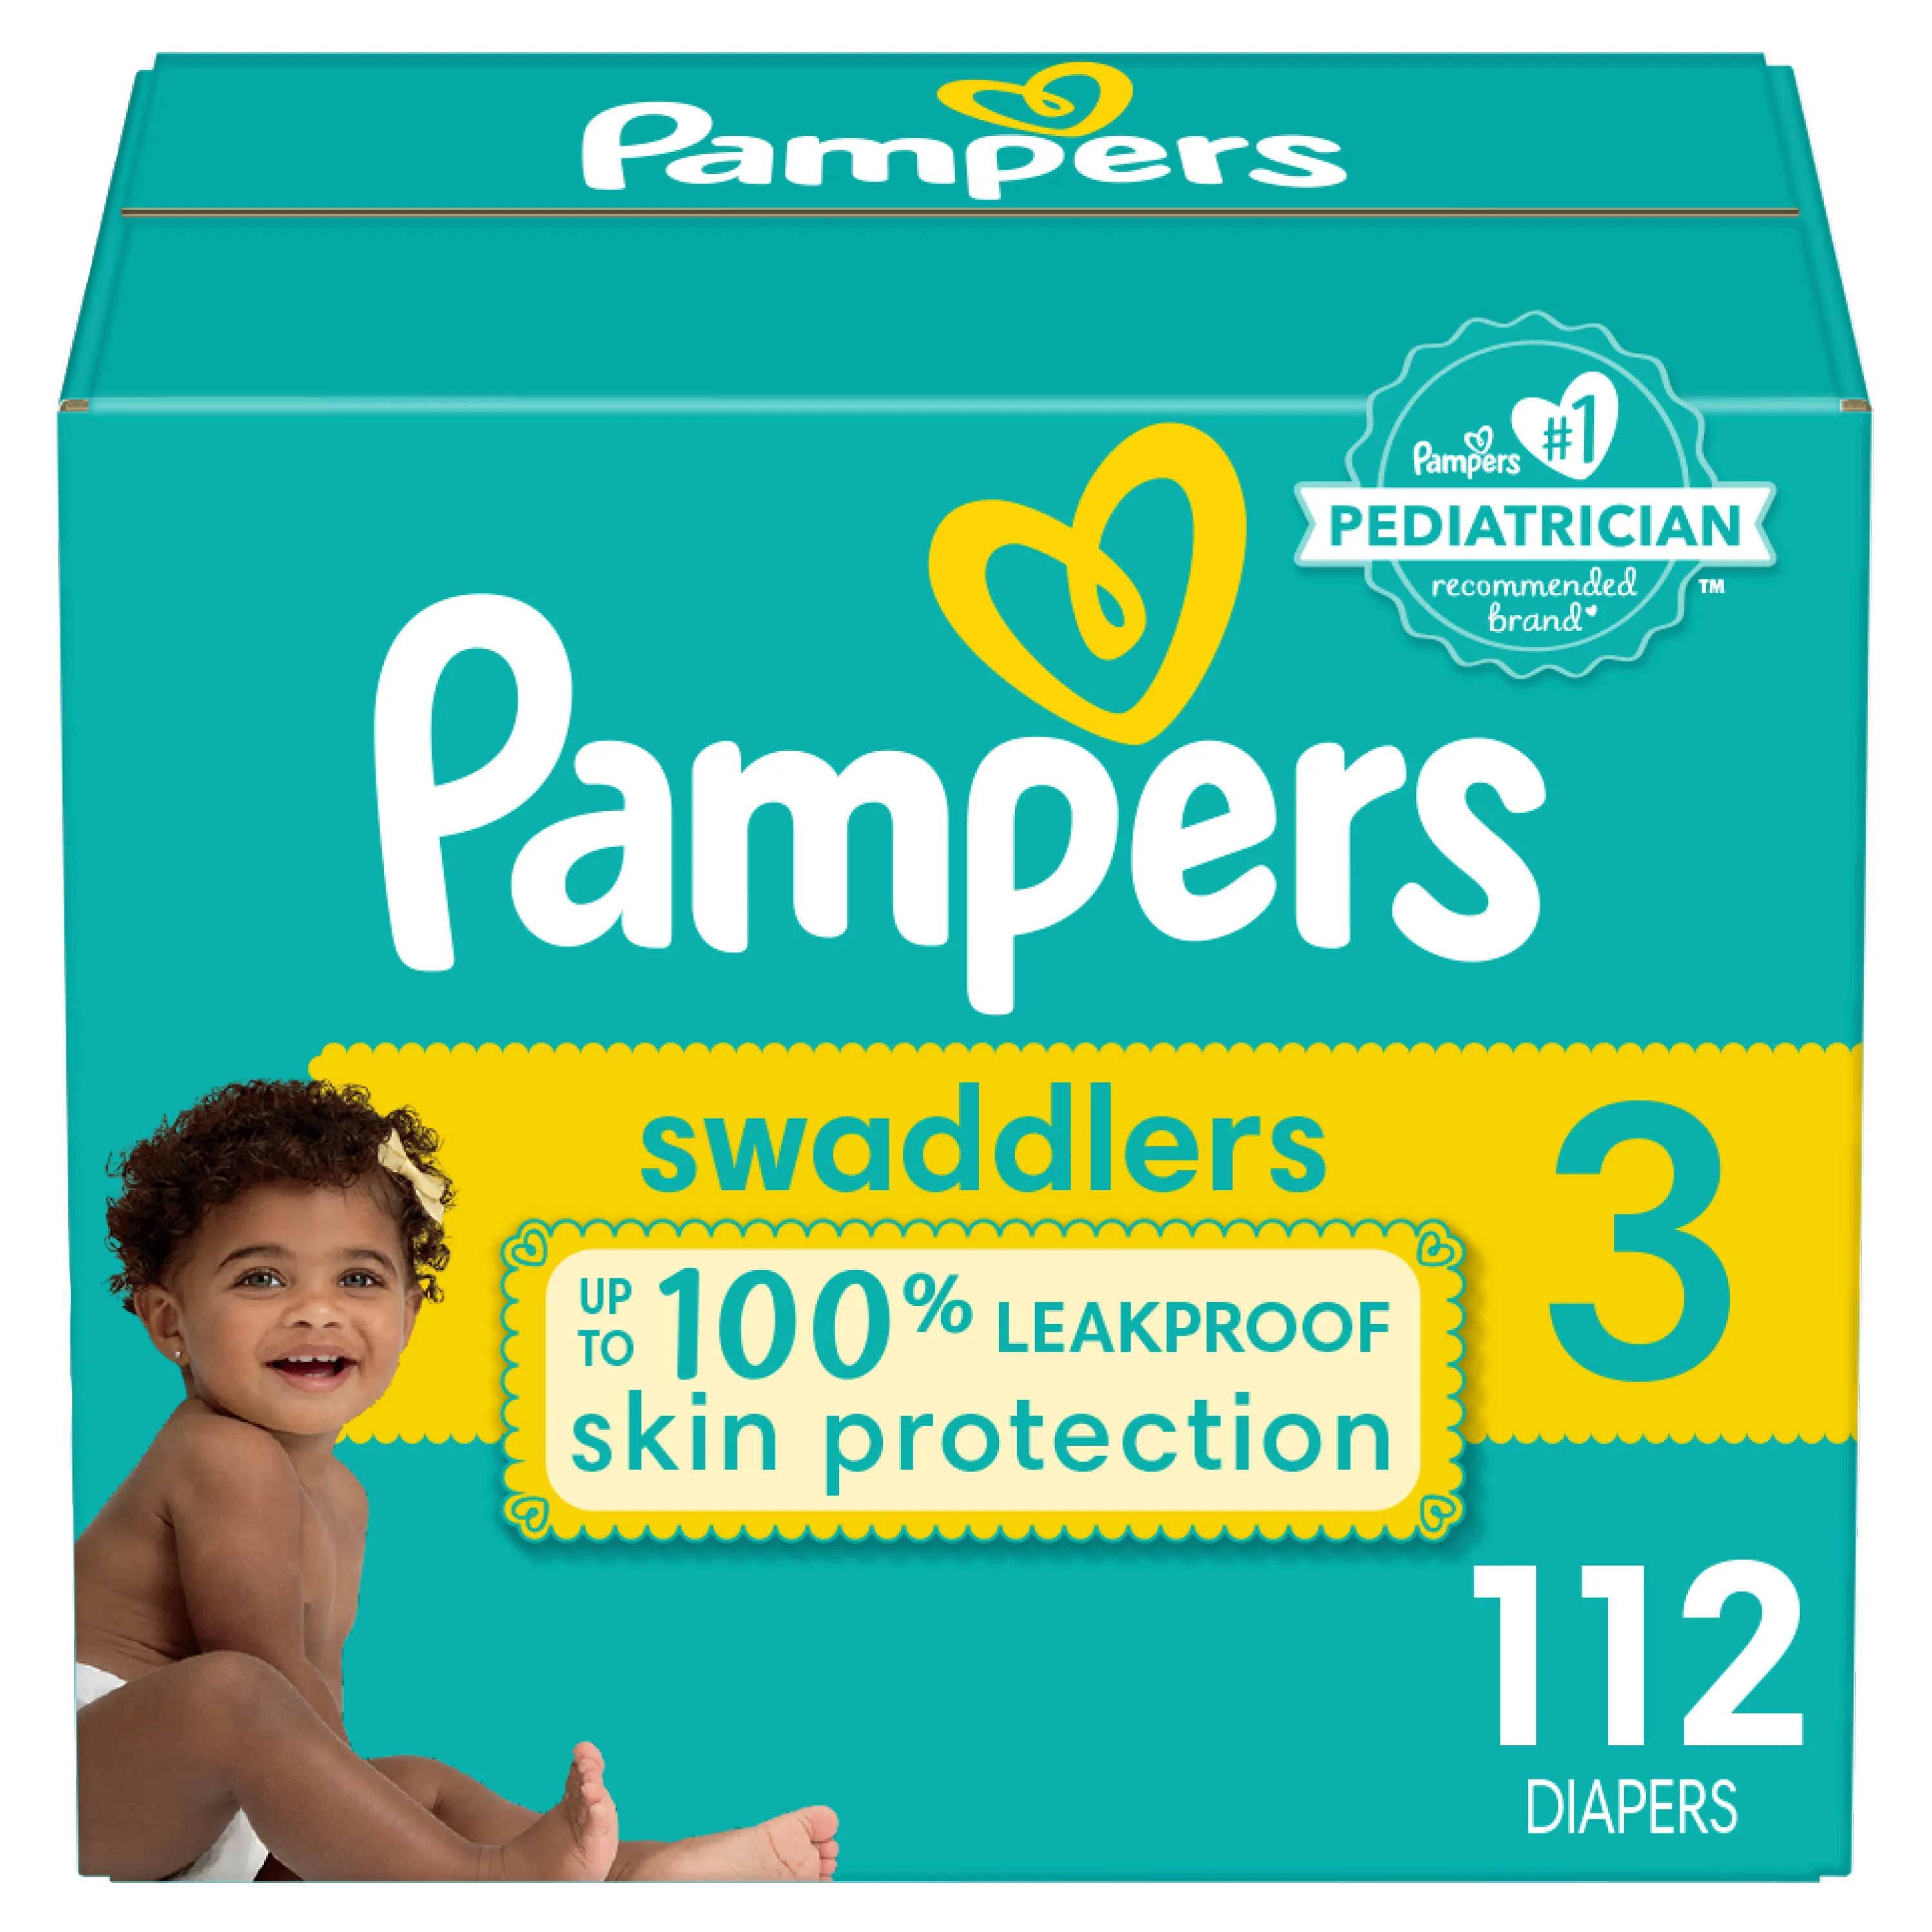 Pampers
Pampers #1
PEDIATRICIAN
recommended ™
brand
Pampers
swaddlers
3
UP TO 100% LEAKPROOF
skin protection
112
DIAPERS